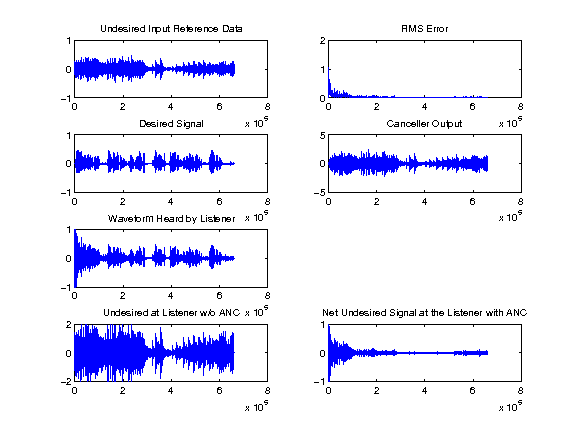 Undesired Input Reference Data
1
0
-1
0 2 4 6 8
x 10^5
RMS Error
2
1
0
0 2 4 6 8
x 10^5
Desired Signal
1
0
-1
0 2 4 6 8
x 10^5
Canceller Output
5
0
-5
0 2 4 6 8
x 10^5
Waveform Heard by Listener
1
0
-1
0 2 4 6 8
x 10^5
Undesired at Listener w/o ANC
2
0
-2
0 2 4 6 8
x 10^5
Net Undesired Signal at the Listener with ANC
1
0
-1
0 2 4 6 8
x 10^5